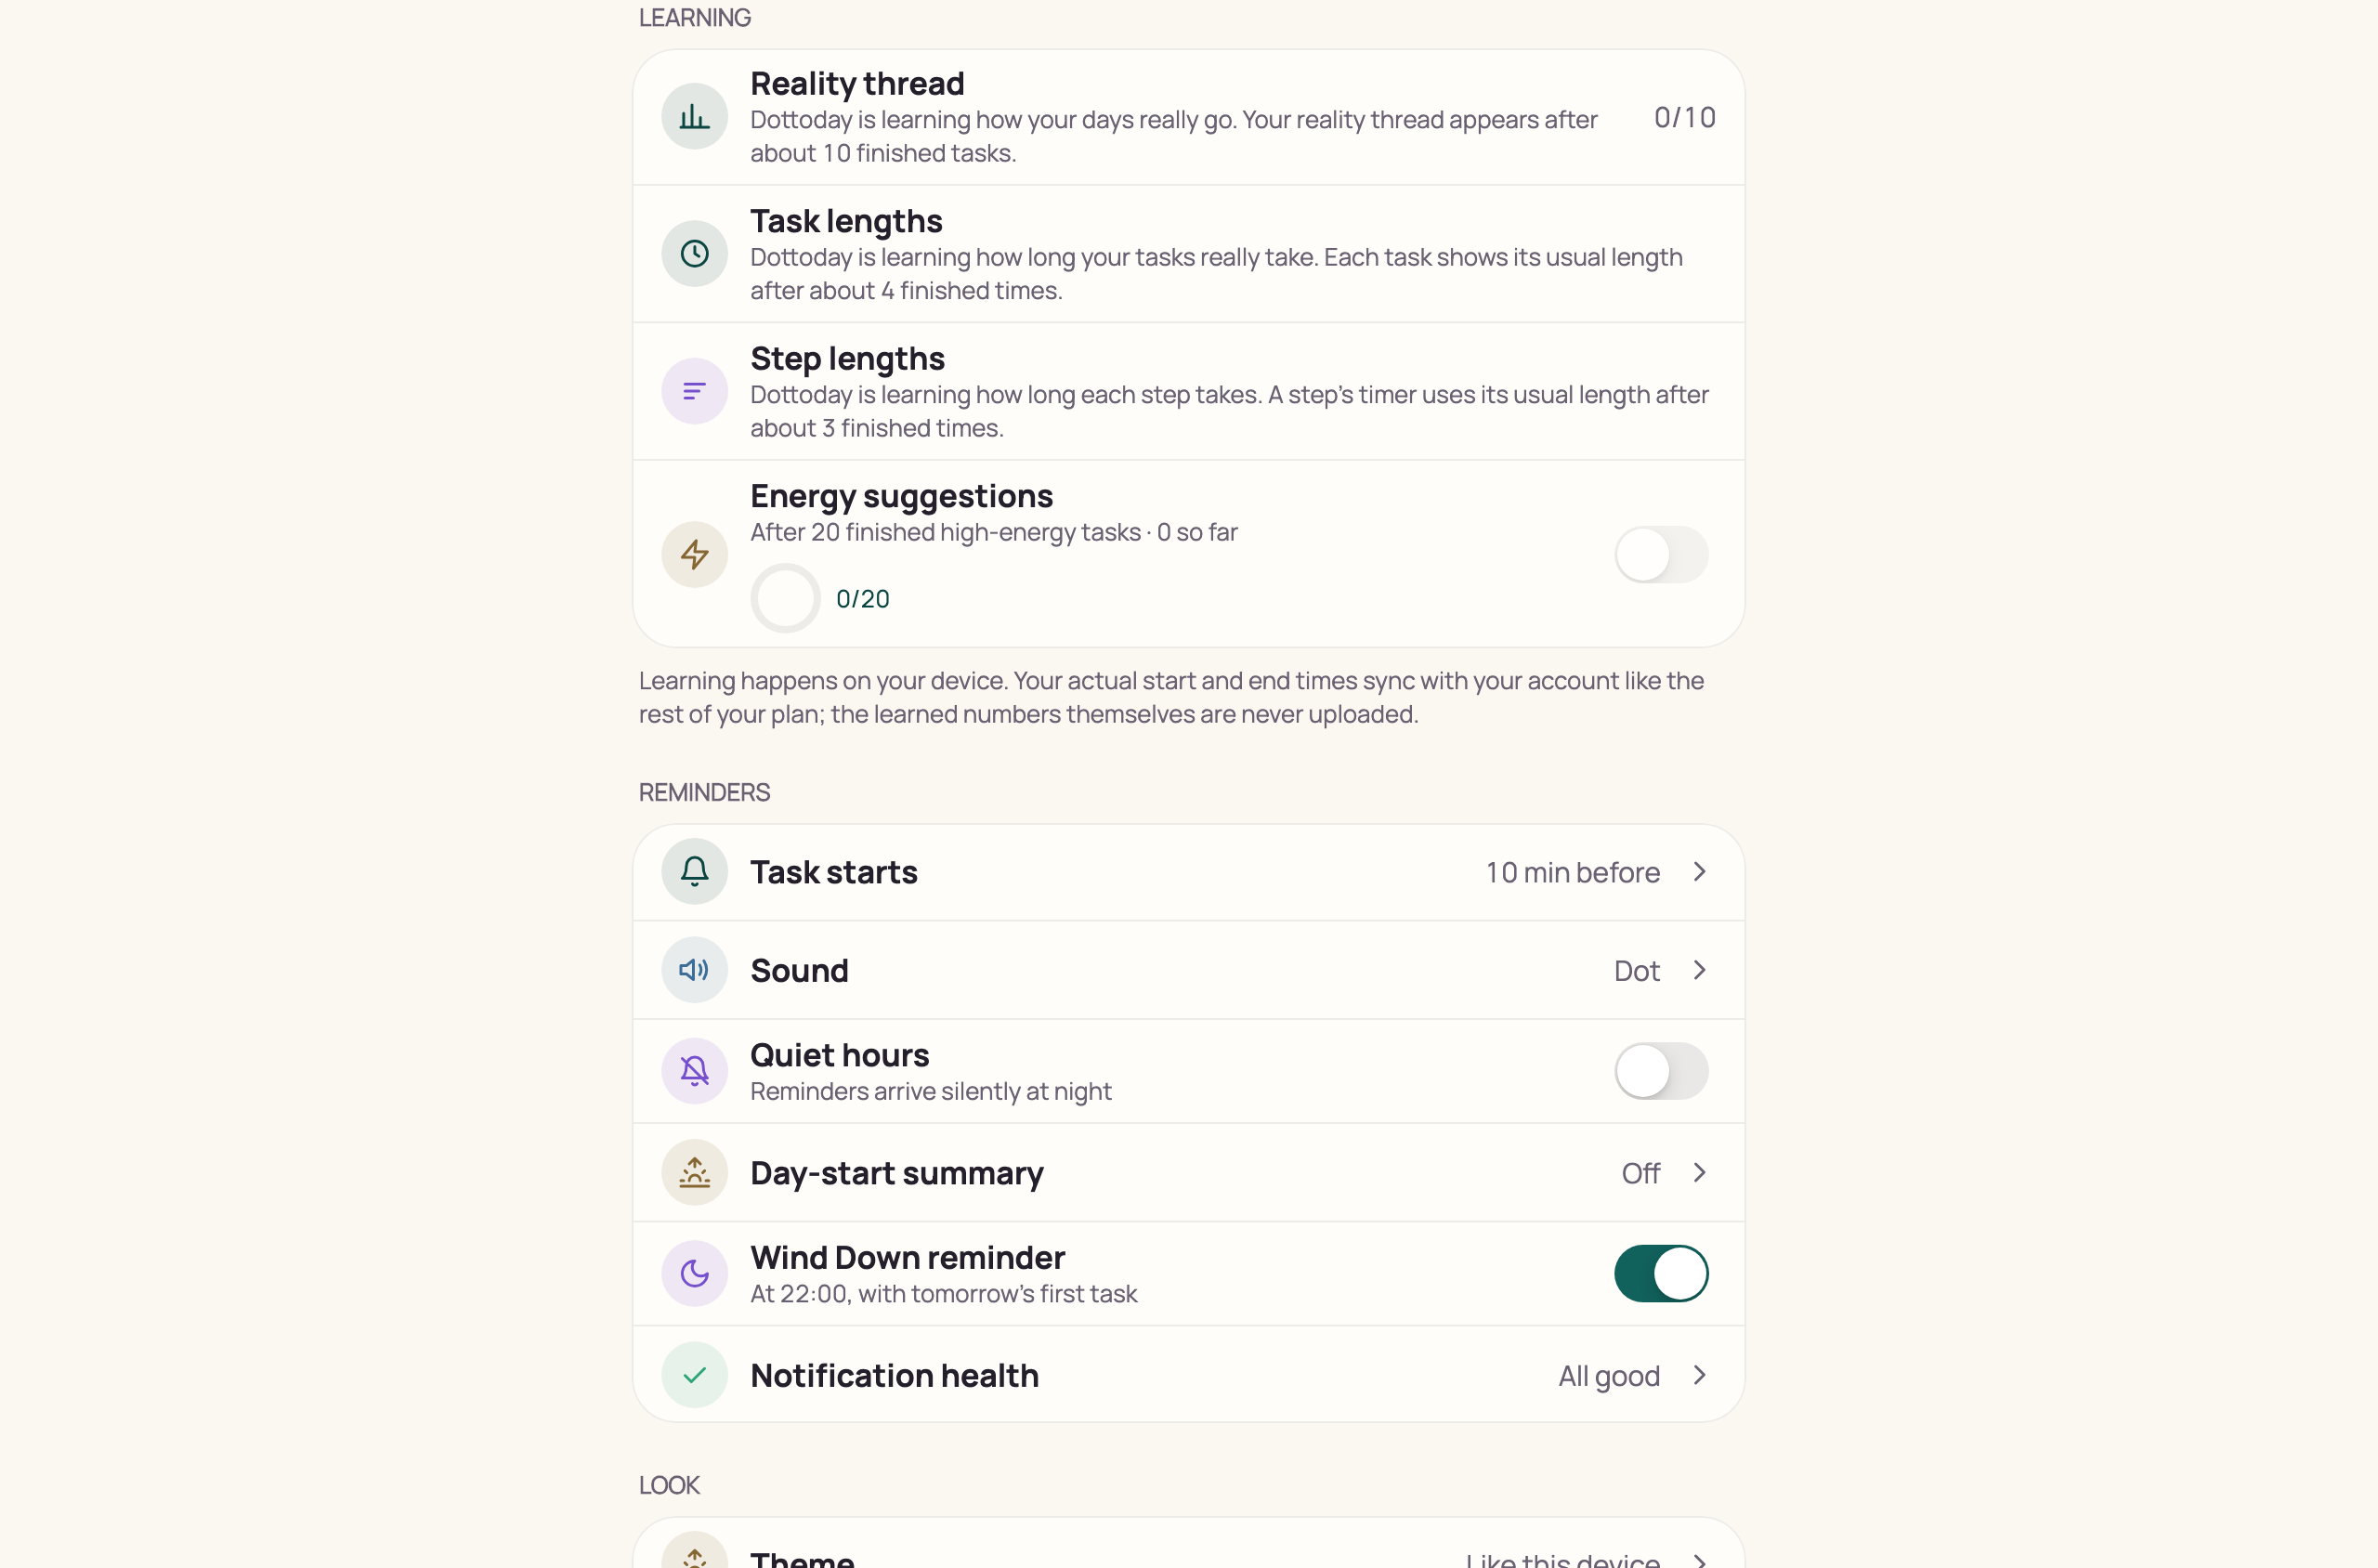 LEARNING
Reality thread
Dottoday is learning how your days really go. Your reality thread appears after
about 10 finished tasks.
0/10
Task lengths
Dottoday is learning how long your tasks really take. Each task shows its usual length
after about 4 finished times.
Step lengths
Dottoday is learning how long each step takes. A step’s timer uses its usual length after
about 3 finished times.
Energy suggestions
After 20 finished high-energy tasks · 0 so far
0/20
Learning happens on your device. Your actual start and end times sync with your account like the
rest of your plan; the learned numbers themselves are never uploaded.
REMINDERS
Task starts
10 min before
Sound
Dot
Quiet hours
Reminders arrive silently at night
Day-start summary
Off
Wind Down reminder
At 22:00, with tomorrow’s first task
Notification health
All good
LOOK
Theme
Like this device